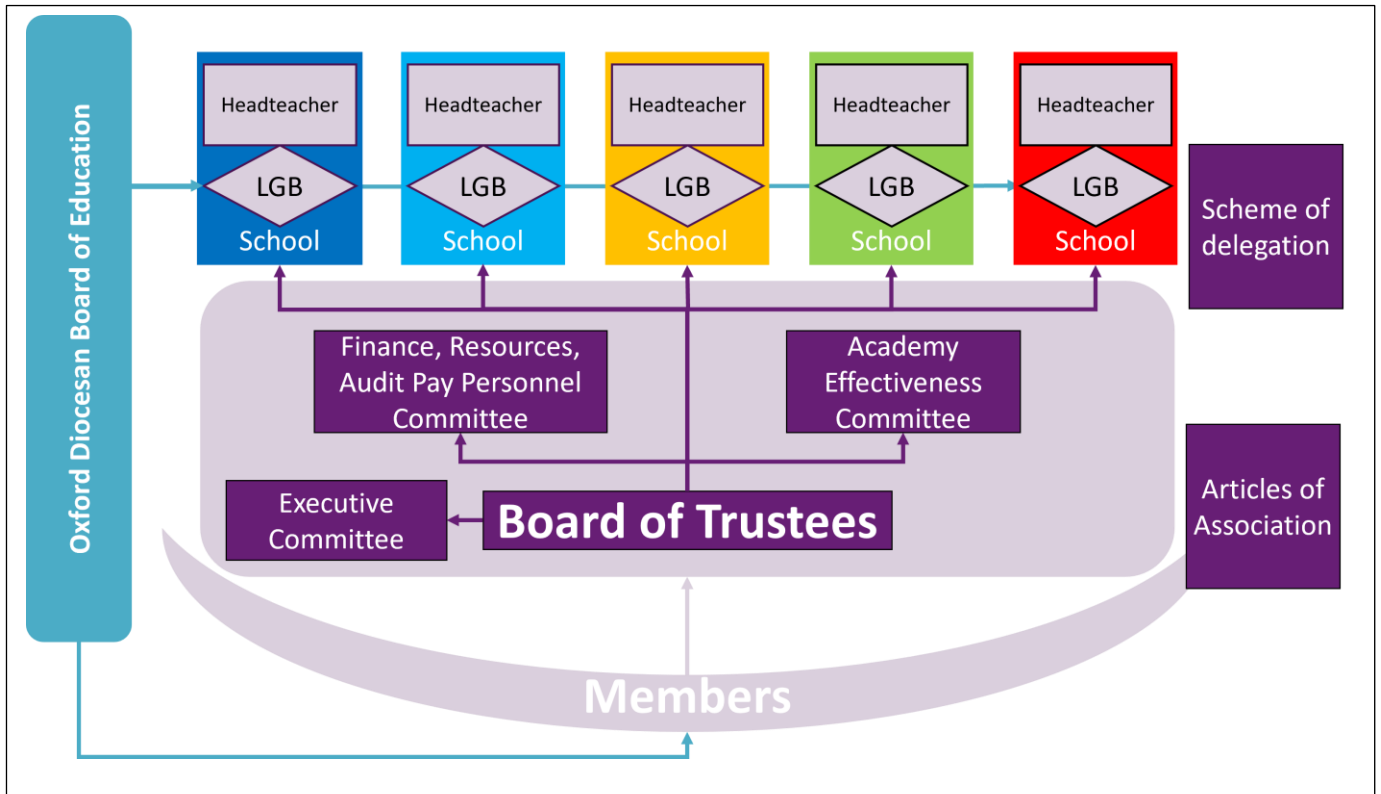 Oxford Diocesan Board of Education
Headteacher
LGB
School
Headteacher
LGB
School
Headteacher
LGB
School
Headteacher
LGB
School
Headteacher
LGB
School
Scheme of
delegation
Finance, Resources,
Audit Pay Personnel
Committee
Academy
Effectiveness
Committee
Executive
Committee
Board of Trustees
Articles of
Association
Members